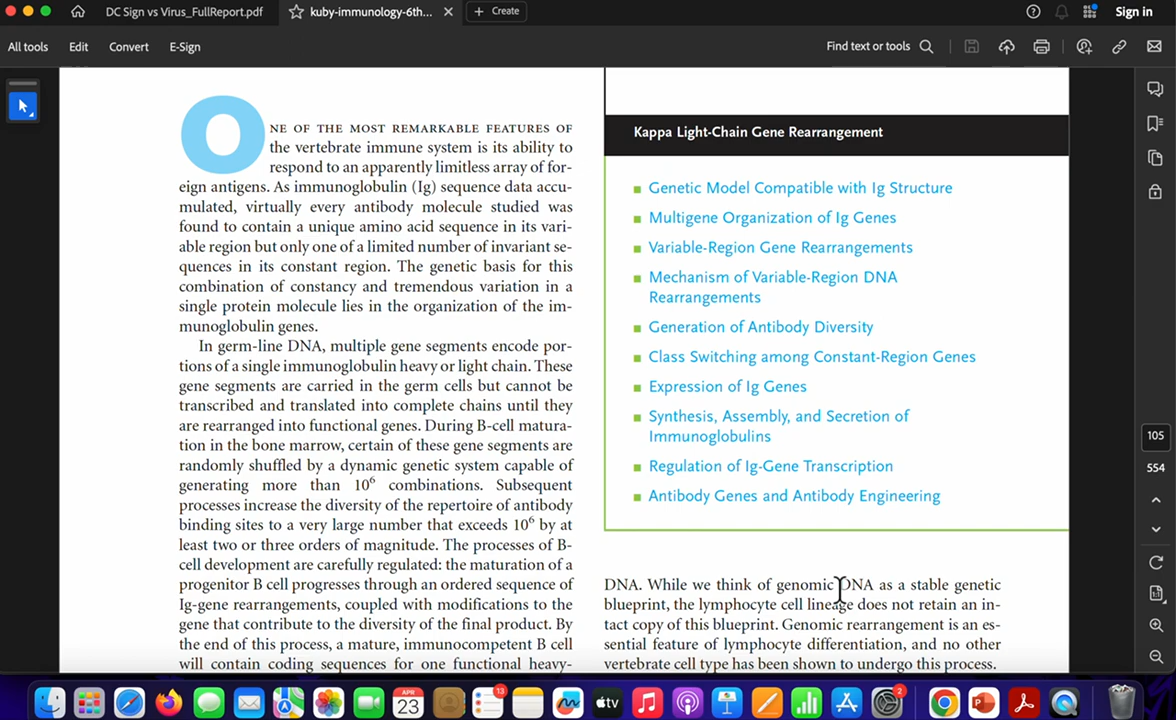 DC Sign vs Virus_FullReport.pdf
kuby-immunology-6th...
+ Create
Sign in
All tools
Edit
Convert
E-Sign
Find text or tools
ONE OF THE MOST REMARKABLE FEATURES OF
the vertebrate immune system is its ability to
respond to an apparently limitless array of for-
eign antigens. As immunoglobulin (Ig) sequence data accu-
mulated, virtually every antibody molecule studied was
found to contain a unique amino acid sequence in its vari-
able region but only one of a limited number of invariant se-
quences in its constant region. The genetic basis for this
combination of constancy and tremendous variation in a
single protein molecule lies in the organization of the im-
munoglobulin genes.
In germ-line DNA, multiple gene segments encode por-
tions of a single immunoglobulin heavy or light chain. These
gene segments are carried in the germ cells but cannot be
transcribed and translated into complete chains until they
are rearranged into functional genes. During B-cell matura-
tion in the bone marrow, certain of these gene segments are
randomly shuffled by a dynamic genetic system capable of
generating more than 10⁶ combinations. Subsequent
processes increase the diversity of the repertoire of antibody
binding sites to a very large number that exceeds 10⁶ by at
least two or three orders of magnitude. The processes of B-
cell development are carefully regulated: the maturation of a
progenitor B cell progresses through an ordered sequence of
Ig-gene rearrangements, coupled with modifications to the
gene that contribute to the diversity of the final product. By
the end of this process, a mature, immunocompetent B cell
will contain coding sequences for one functional heavy-
Kappa Light-Chain Gene Rearrangement
Genetic Model Compatible with Ig Structure
Multigene Organization of Ig Genes
Variable-Region Gene Rearrangements
Mechanism of Variable-Region DNA
Rearrangements
Generation of Antibody Diversity
Class Switching among Constant-Region Genes
Expression of Ig Genes
Synthesis, Assembly, and Secretion of
Immunoglobulins
Regulation of Ig-Gene Transcription
Antibody Genes and Antibody Engineering
DNA. While we think of genomic DNA as a stable genetic
blueprint, the lymphocyte cell lineage does not retain an in-
tact copy of this blueprint. Genomic rearrangement is an es-
sential feature of lymphocyte differentiation, and no other
vertebrate cell type has been shown to undergo this process.
105
554
APR
23
13
tv
2